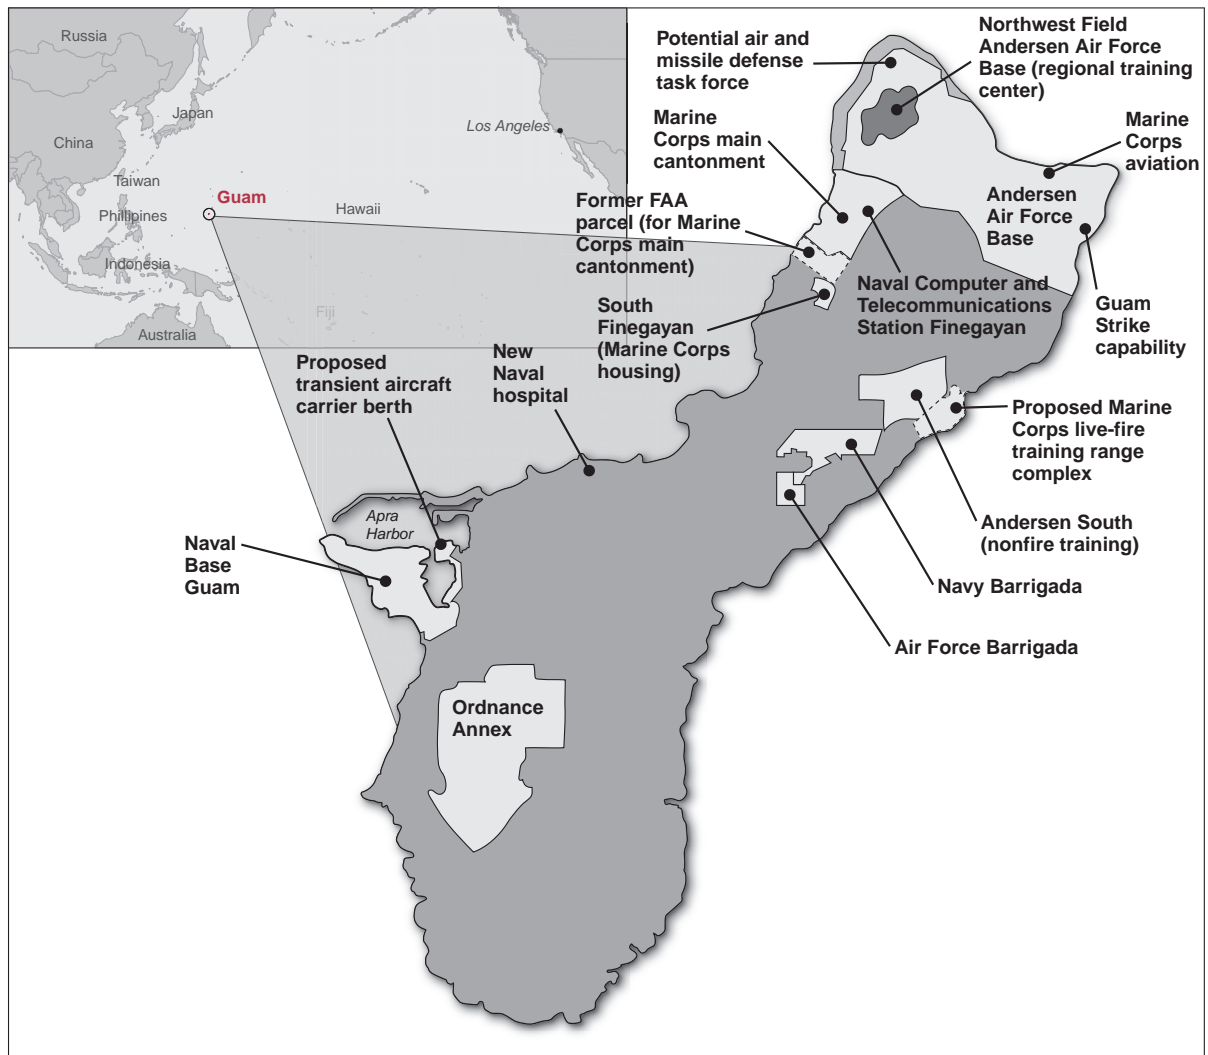 Russia
Japan
China
Taiwan
Phillipines
Indonesia
Australia
Guam
Hawaii
Fiji
Los Angeles
Potential air and
missile defense
task force
Northwest Field
Andersen Air Force
Base (regional training
center)
Marine
Corps main
cantonment
Marine
Corps
aviation
Former FAA
parcel (for Marine
Corps main
cantonment)
Andersen
Air Force
Base
South
Finegayan
(Marine Corps
housing)
Naval Computer and
Telecommunications
Station Finegayan
Guam
Strike
capability
Proposed
transient aircraft
carrier berth
New
Naval
hospital
Proposed Marine
Corps live-fire
training range
complex
Apra
Harbor
Naval
Base
Guam
Andersen South
(nonfire training)
Navy Barrigada
Air Force Barrigada
Ordnance
Annex